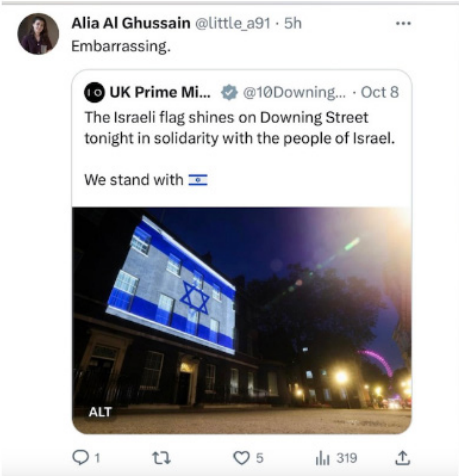 Alia Al Ghussain @little_a91 · 5h
Embarrassing.
UK Prime Mi... @10Downing... · Oct 8
The Israeli flag shines on Downing Street
tonight in solidarity with the people of Israel.
We stand with 🇮🇱
ALT
1 5 319